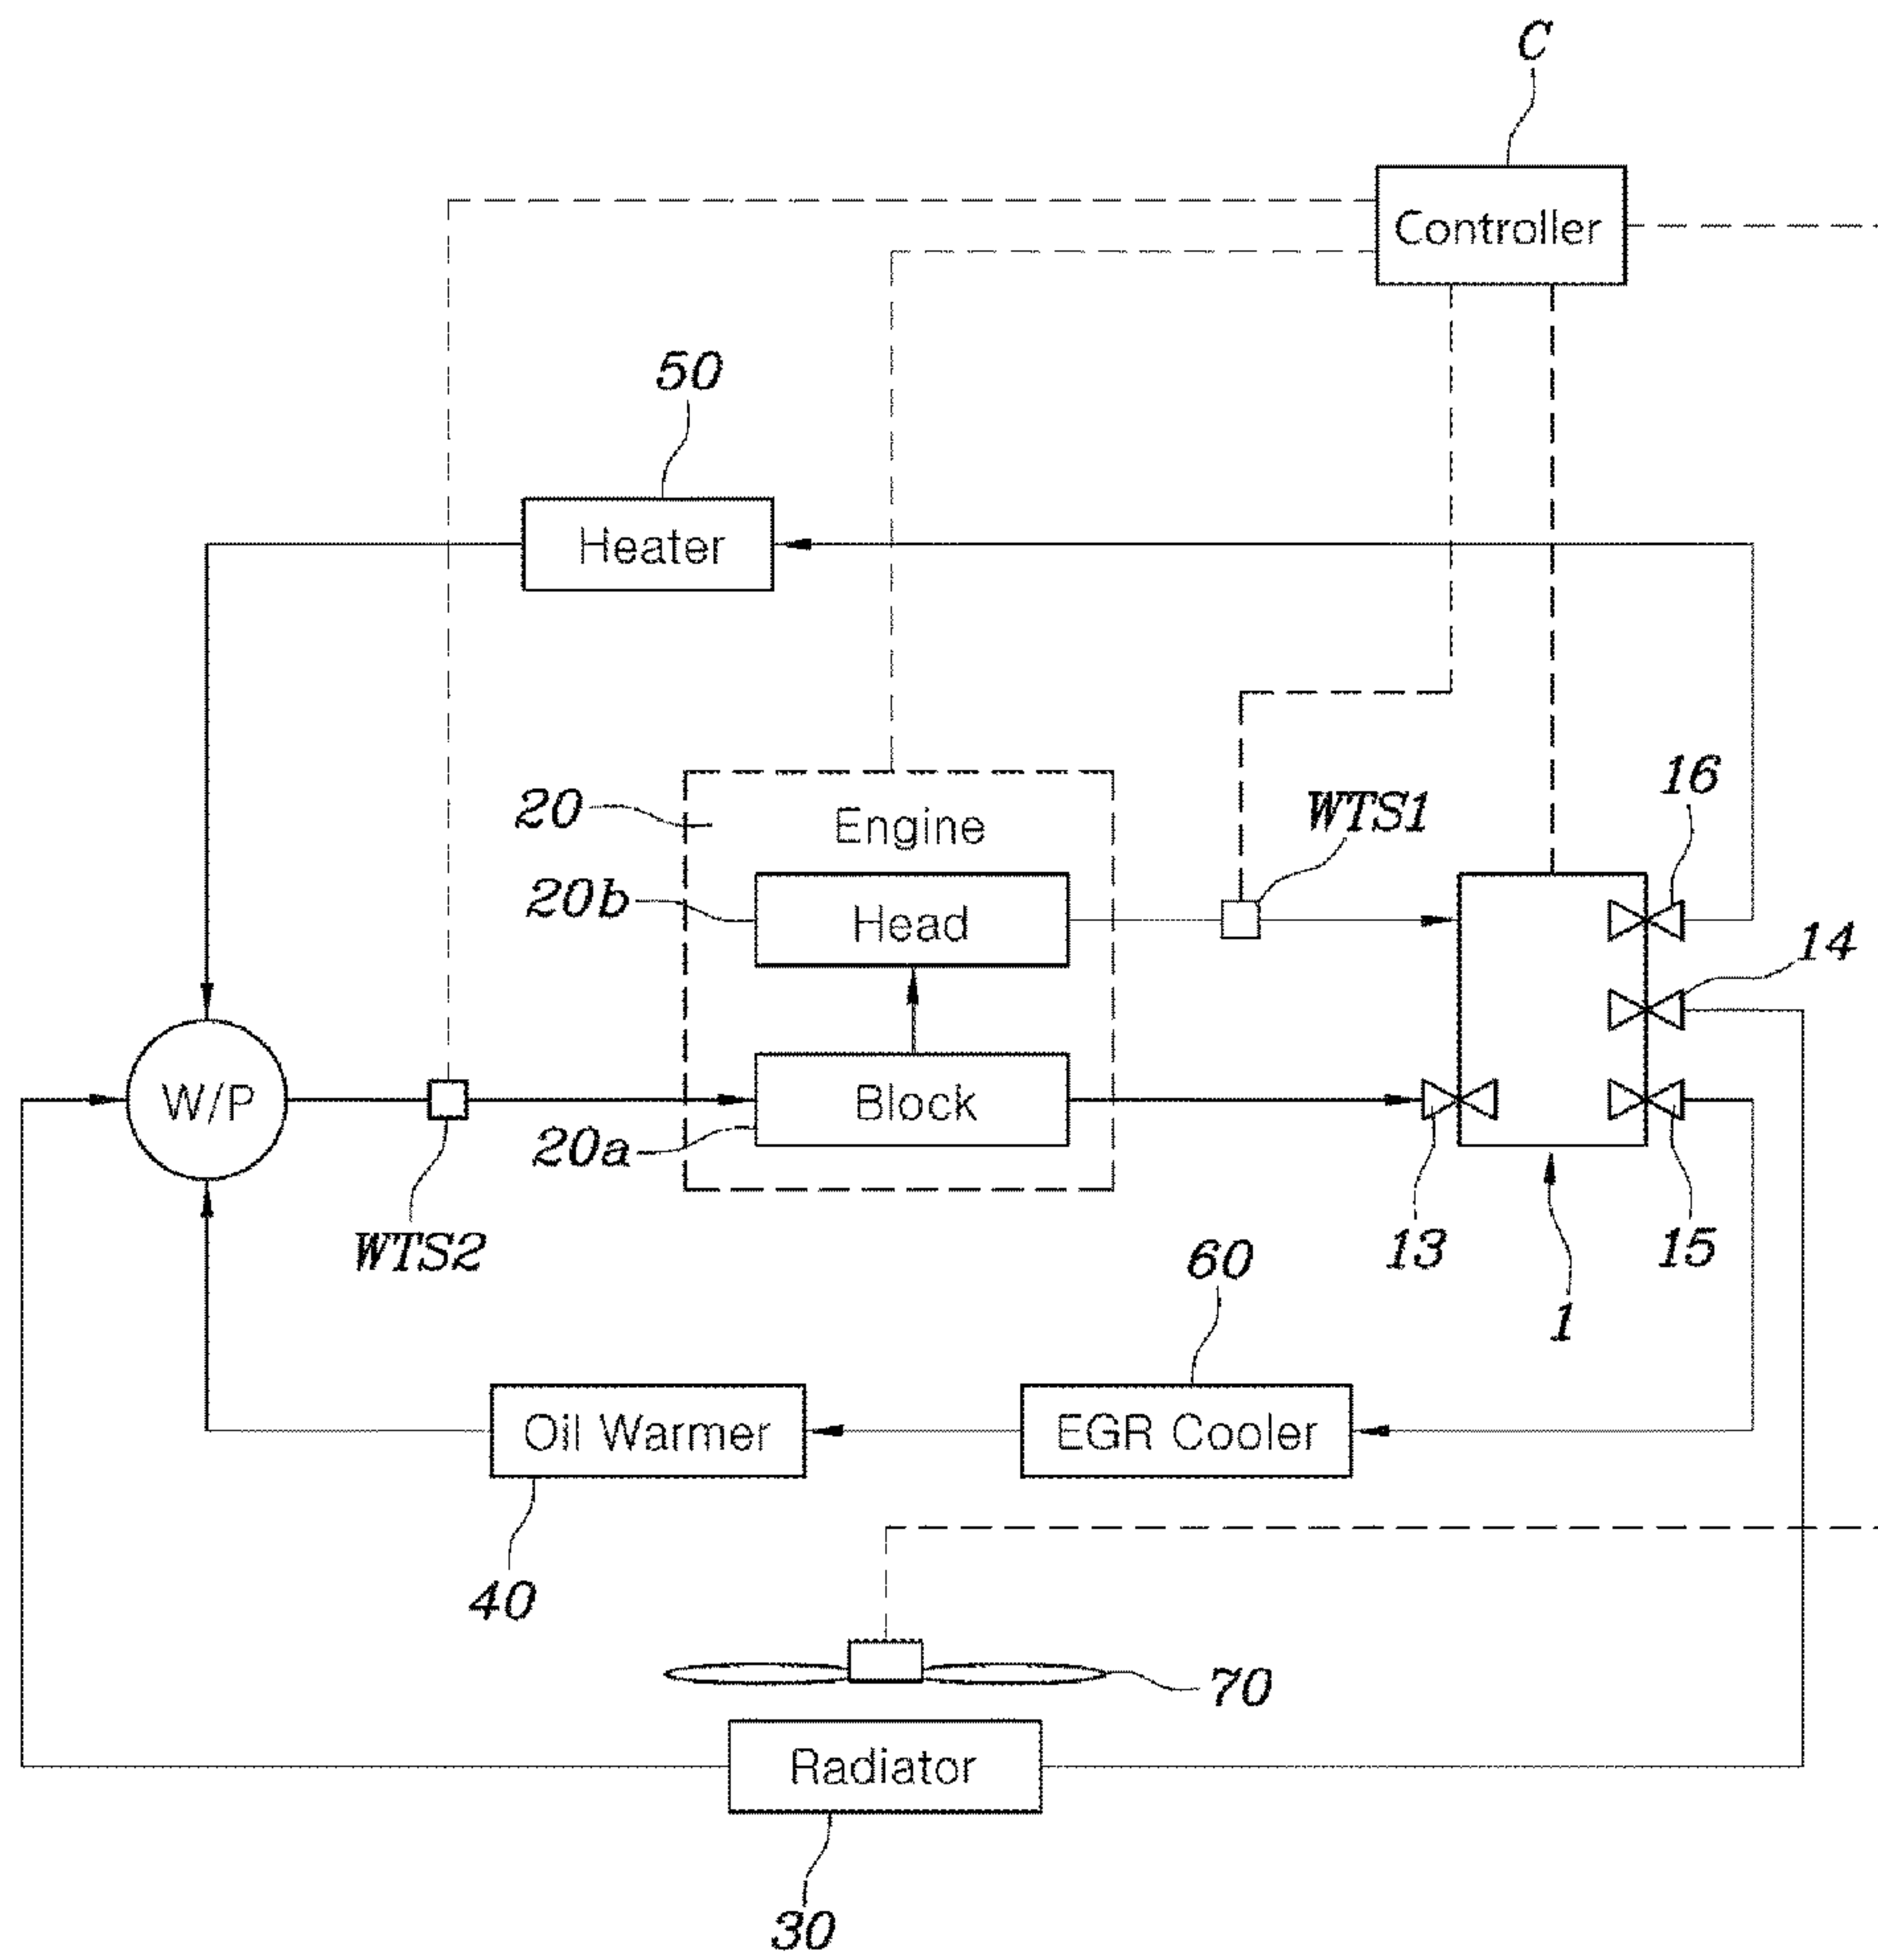 C
Controller
50
Heater
16
20
Engine
WTS1
20b
Head
14
W/P
Block
20a
WTS2
13
15
60
1
Oil Warmer
EGR Cooler
40
70
Radiator
30